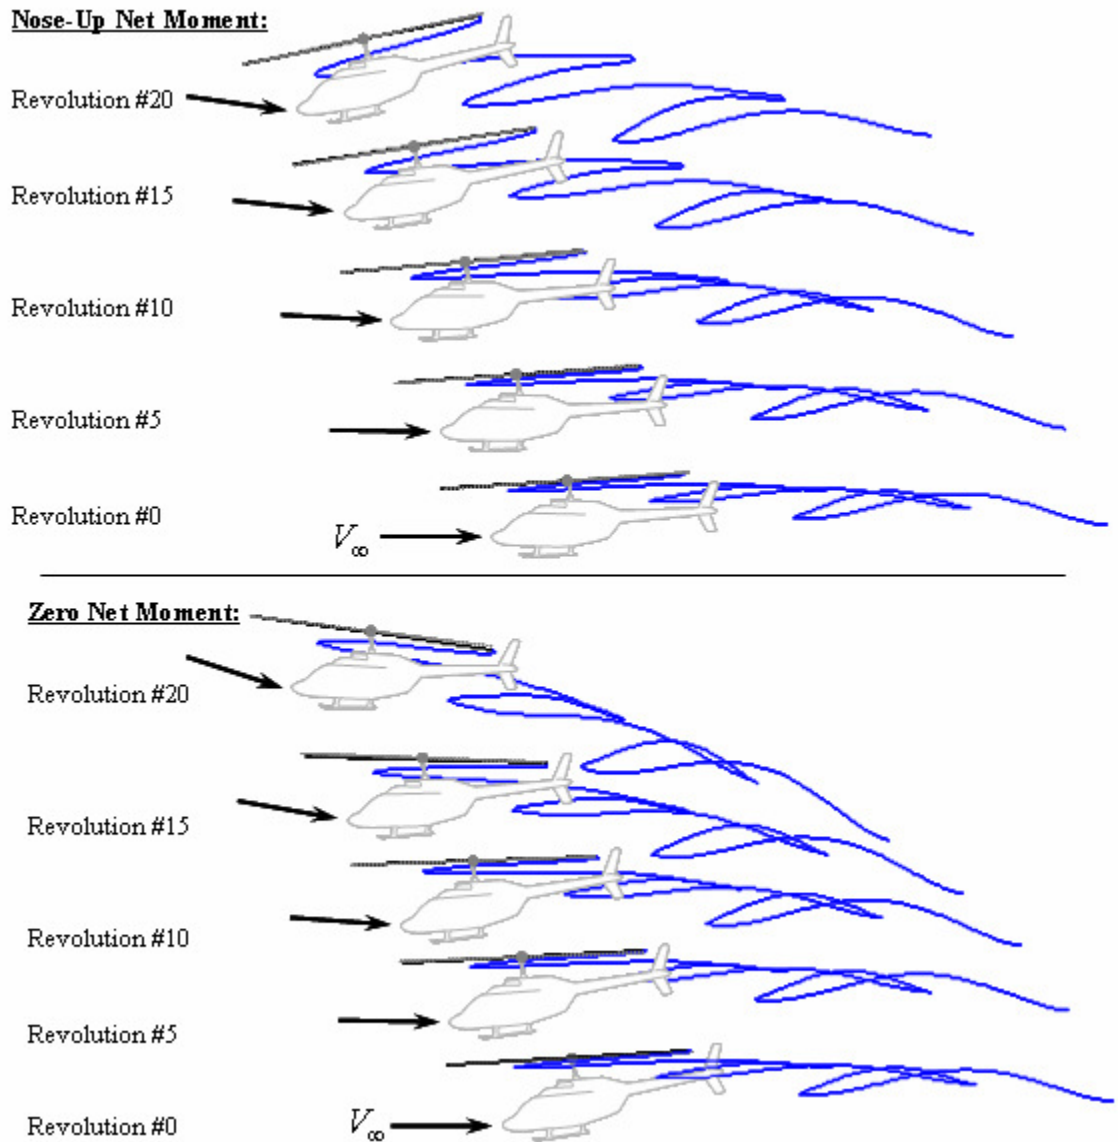 Nose-Up Net Moment:
Revolution #20
Revolution #15
Revolution #10
Revolution #5
Revolution #0
V∞
Zero Net Moment:
Revolution #20
Revolution #15
Revolution #10
Revolution #5
Revolution #0
V∞